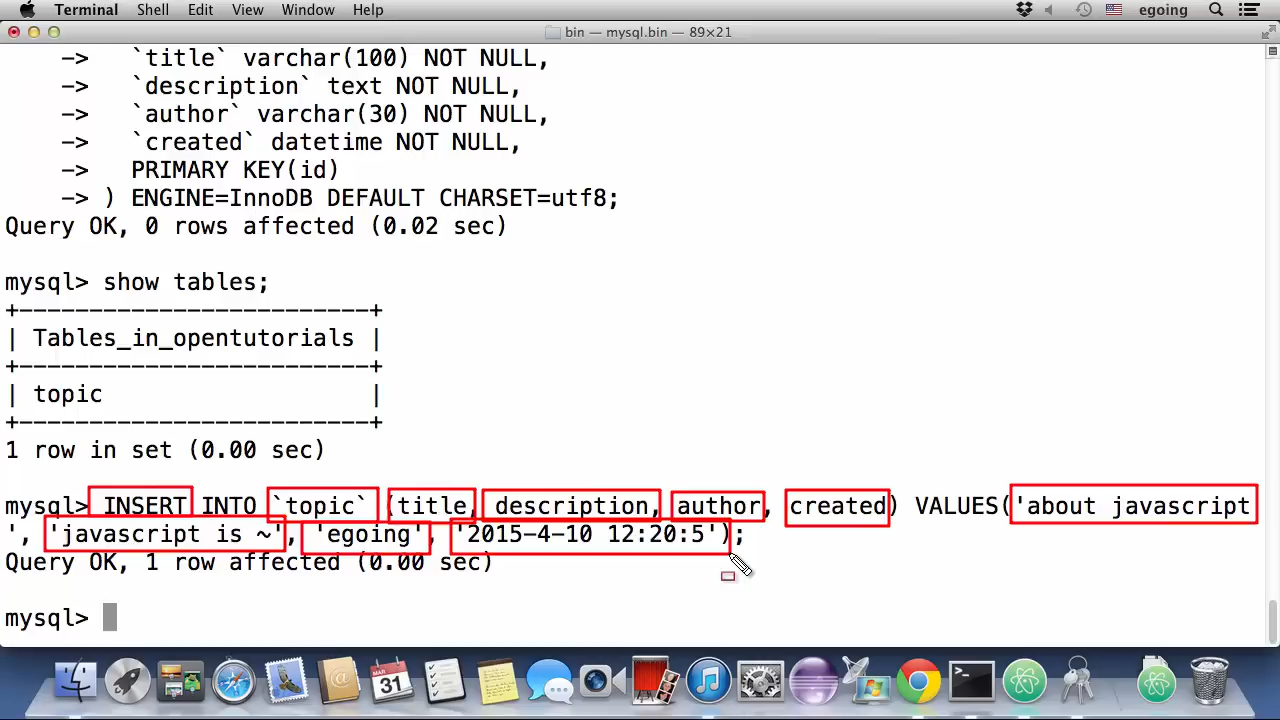 Terminal Shell Edit View Window Help egoing
bin — mysql.bin — 89×21
-> `title` varchar(100) NOT NULL,
-> `description` text NOT NULL,
-> `author` varchar(30) NOT NULL,
-> `created` datetime NOT NULL,
-> PRIMARY KEY(id)
-> ) ENGINE=InnoDB DEFAULT CHARSET=utf8;
Query OK, 0 rows affected (0.02 sec)
mysql> show tables;
+-------------------------+
| Tables_in_opentutorials |
+-------------------------+
| topic |
+-------------------------+
1 row in set (0.00 sec)
mysql> INSERT INTO `topic` (title, description, author, created) VALUES('about javascript
', 'javascript is ~', 'egoing', '2015-4-10 12:20:5');
Query OK, 1 row affected (0.00 sec)
mysql>
31